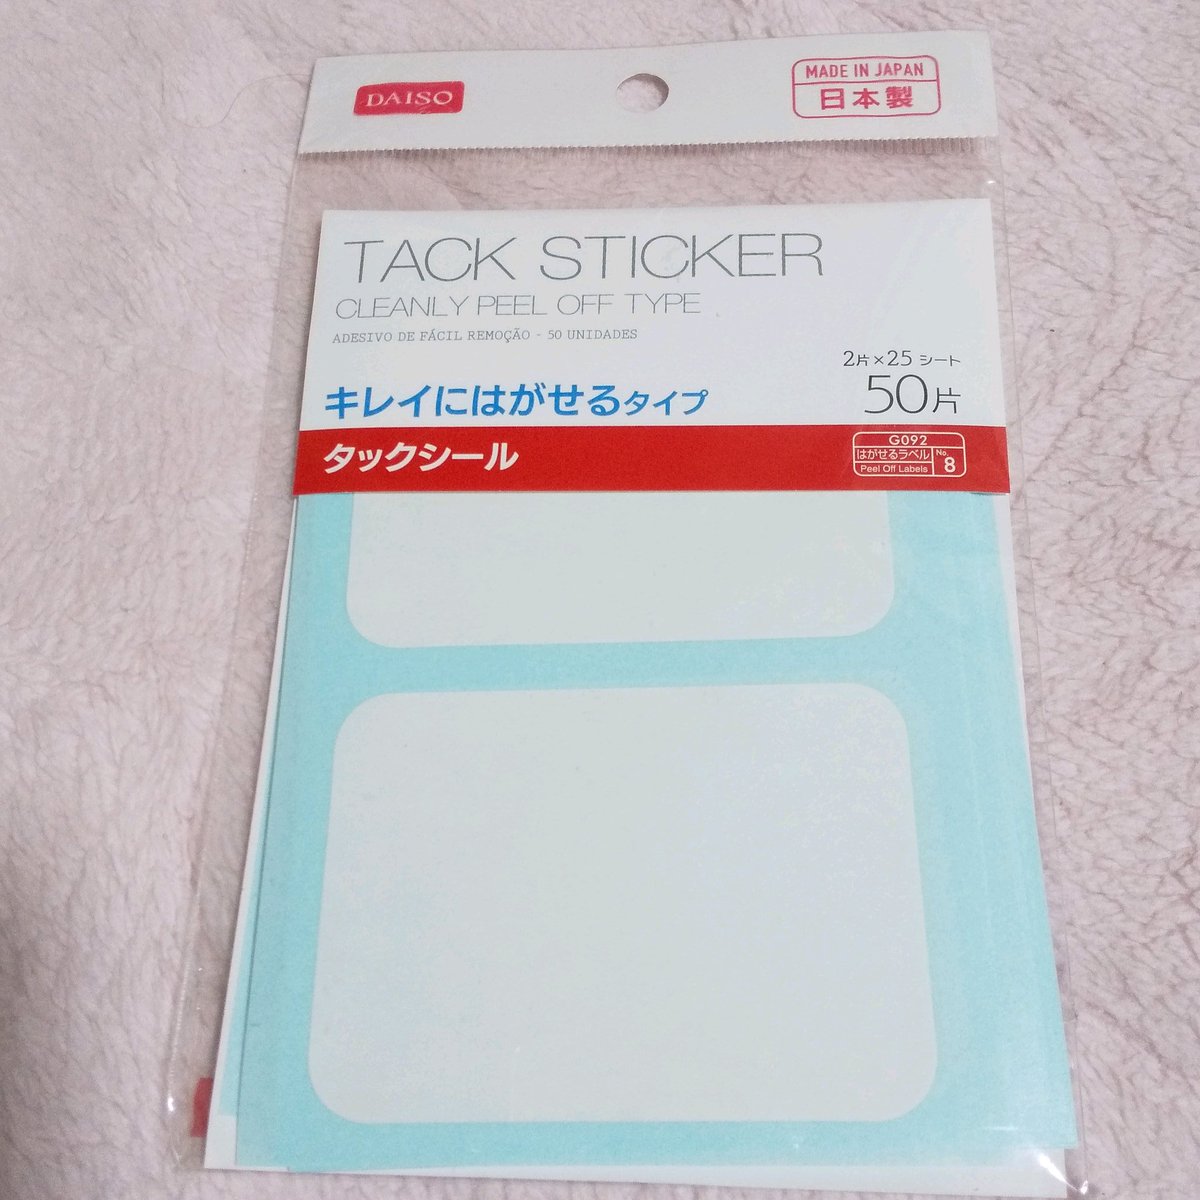 DAISO
MADE IN JAPAN
日本製
TACK STICKER
CLEANLY PEEL OFF TYPE
ADESIVO DE FÁCIL REMOÇÃO - 50 UNIDADES
2片×25シート
50片
キレイにはがせるタイプ
タックシール
G092
はがせるラベル
Peel Off Labels
No.
8